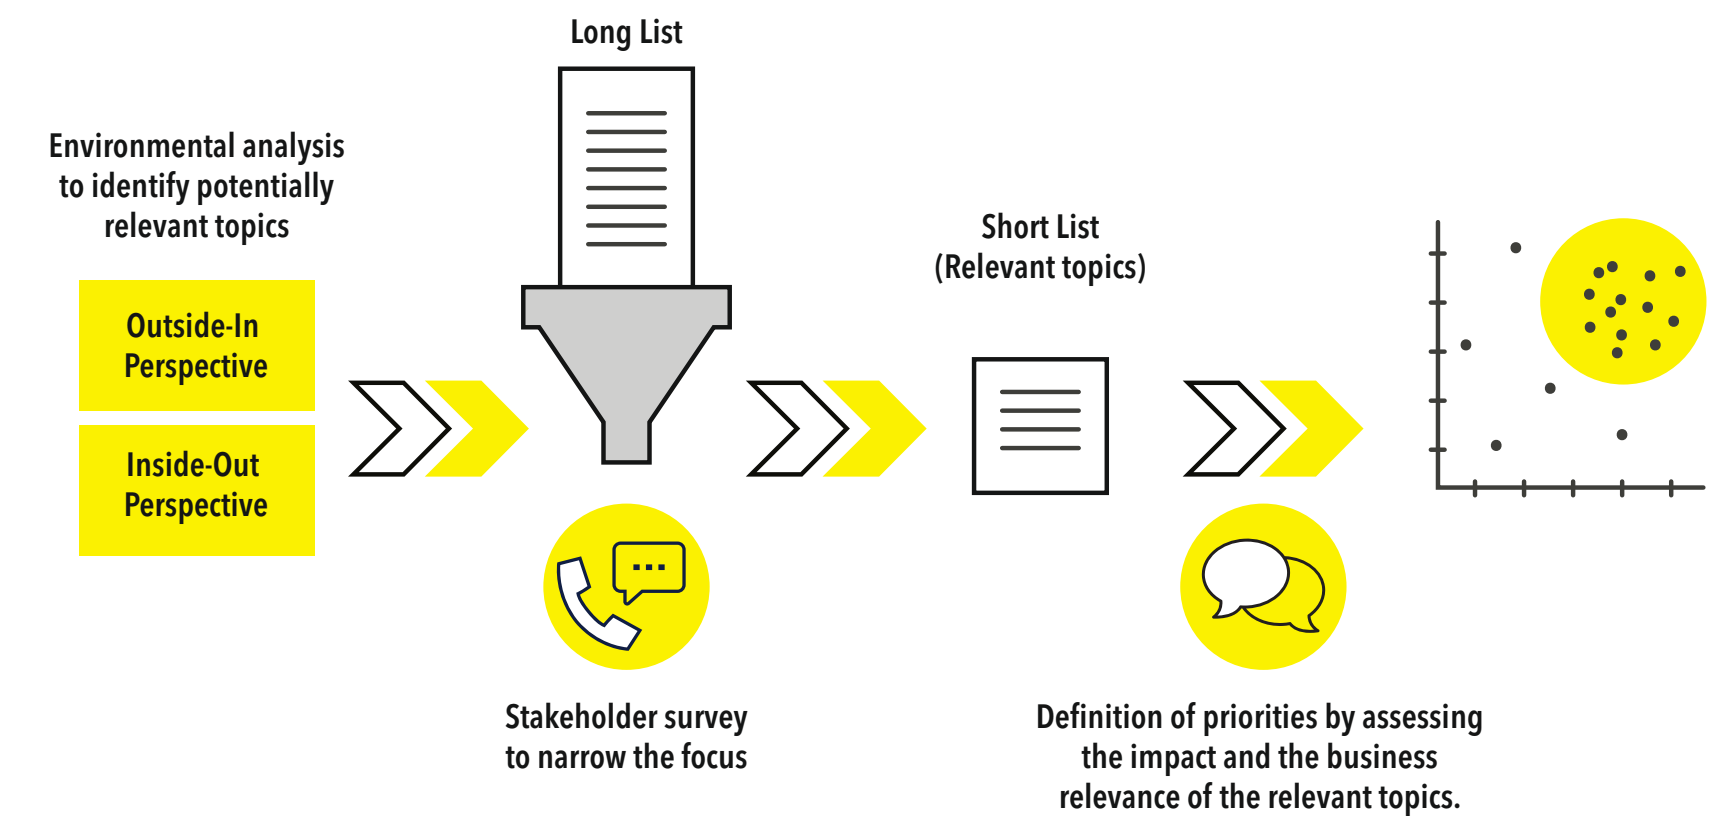 Long List
Environmental analysis
to identify potentially
relevant topics
Outside-In
Perspective
Inside-Out
Perspective
Short List
(Relevant topics)
Stakeholder survey
to narrow the focus
Definition of priorities by assessing
the impact and the business
relevance of the relevant topics.